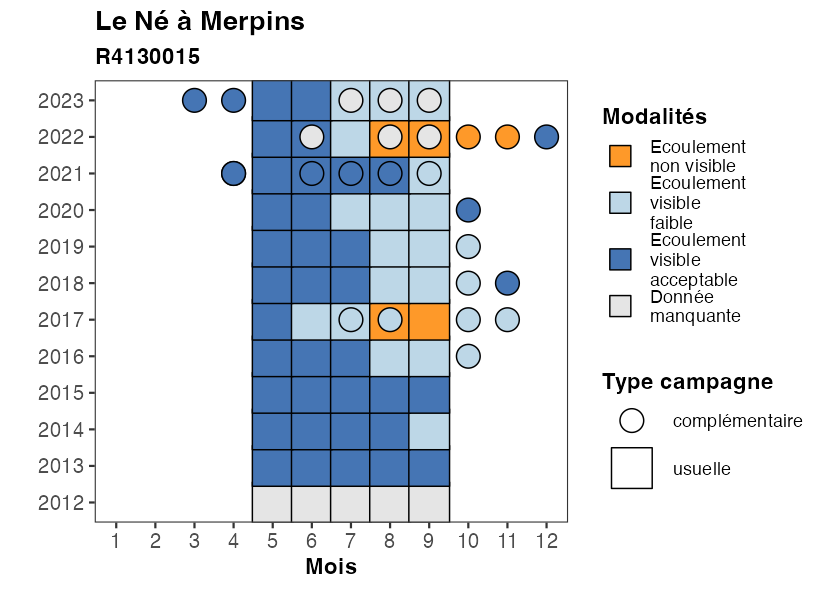 Le Né à Merpins
R4130015
2023
2022
2021
2020
2019
2018
2017
2016
2015
2014
2013
2012
1 2 3 4 5 6 7 8 9 10 11 12
Mois
Modalités
Ecoulement
non visible
Ecoulement
visible
faible
Ecoulement
visible
acceptable
Donnée
manquante
Type campagne
complémentaire
usuelle